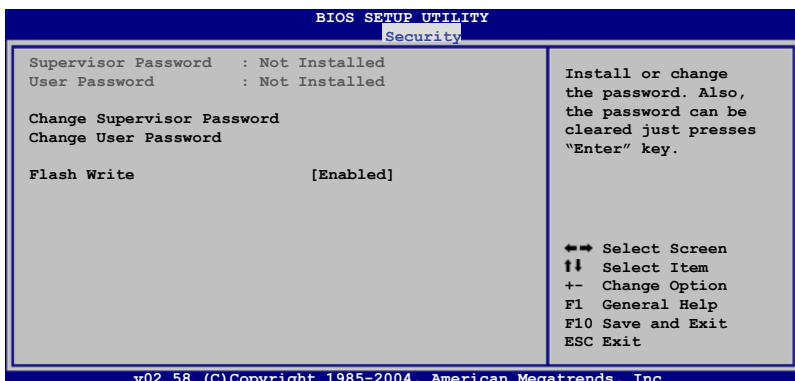 BIOS SETUP UTILITY
Security
Supervisor Password : Not Installed
User Password : Not Installed
Change Supervisor Password
Change User Password
Flash Write [Enabled]
Install or change
the password. Also,
the password can be
cleared just presses
“Enter” key.
Select Screen
Select Item
+- Change Option
F1 General Help
F10 Save and Exit
ESC Exit
v02.58 (C)Copyright 1985-2004, American Megatrends, Inc.